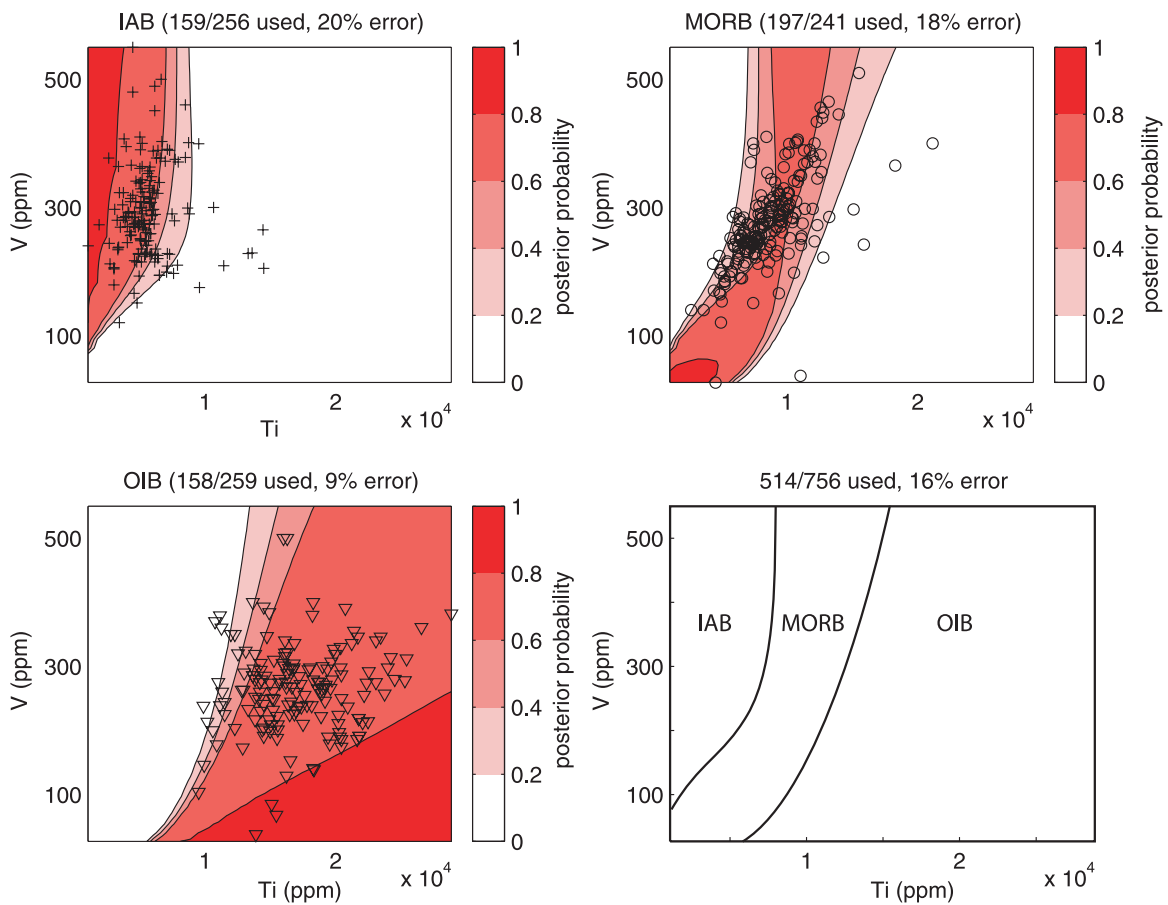 IAB (159/256 used, 20% error)
500
300
100
V (ppm)
1
2
x 10^4
Ti
1
0.8
0.6
0.4
0.2
0
posterior probability
MORB (197/241 used, 18% error)
500
300
100
V (ppm)
1
2
x 10^4
1
0.8
0.6
0.4
0.2
0
posterior probability
OIB (158/259 used, 9% error)
500
300
100
V (ppm)
1
2
x 10^4
Ti (ppm)
1
0.8
0.6
0.4
0.2
0
posterior probability
514/756 used, 16% error
500
300
100
V (ppm)
IAB
MORB
OIB
1
2
x 10^4
Ti (ppm)